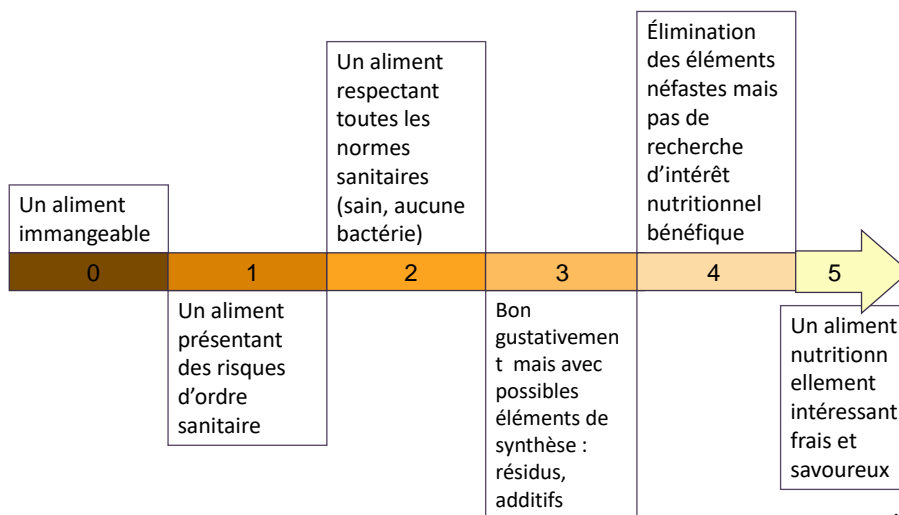 Un aliment
immangeable
Un aliment
respectant
toutes les
normes
sanitaires
(sain, aucune
bactérie)
Élimination
des éléments
néfastes mais
pas de
recherche
d'intérêt
nutritionnel
bénéfique
0
1
2
3
4
5
Un aliment
présentant
des risques
d'ordre
sanitaire
Bon
gustativemen
t mais avec
possibles
éléments de
synthèse :
résidus,
additifs
Un aliment
nutritionn
ellement
intéressant
frais et
savoureux